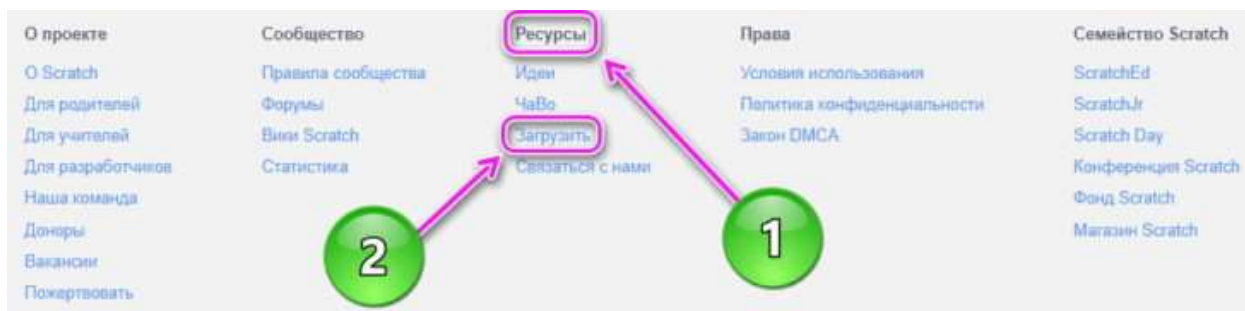 О проекте
О Scratch
Для родителей
Для учителей
Для разработчиков
Наша команда
Доноры
Вакансии
Пожертвовать
Сообщество
Правила сообщества
Форумы
Вики Scratch
Статистика
Ресурсы
Идеи
ЧаВо
Загрузить
Связаться с нами
Права
Условия использования
Политика конфиденциальности
Закон DMCA
Семейство Scratch
ScratchEd
ScratchJr
Scratch Day
Конференция Scratch
Фонд Scratch
Магазин Scratch
2
1